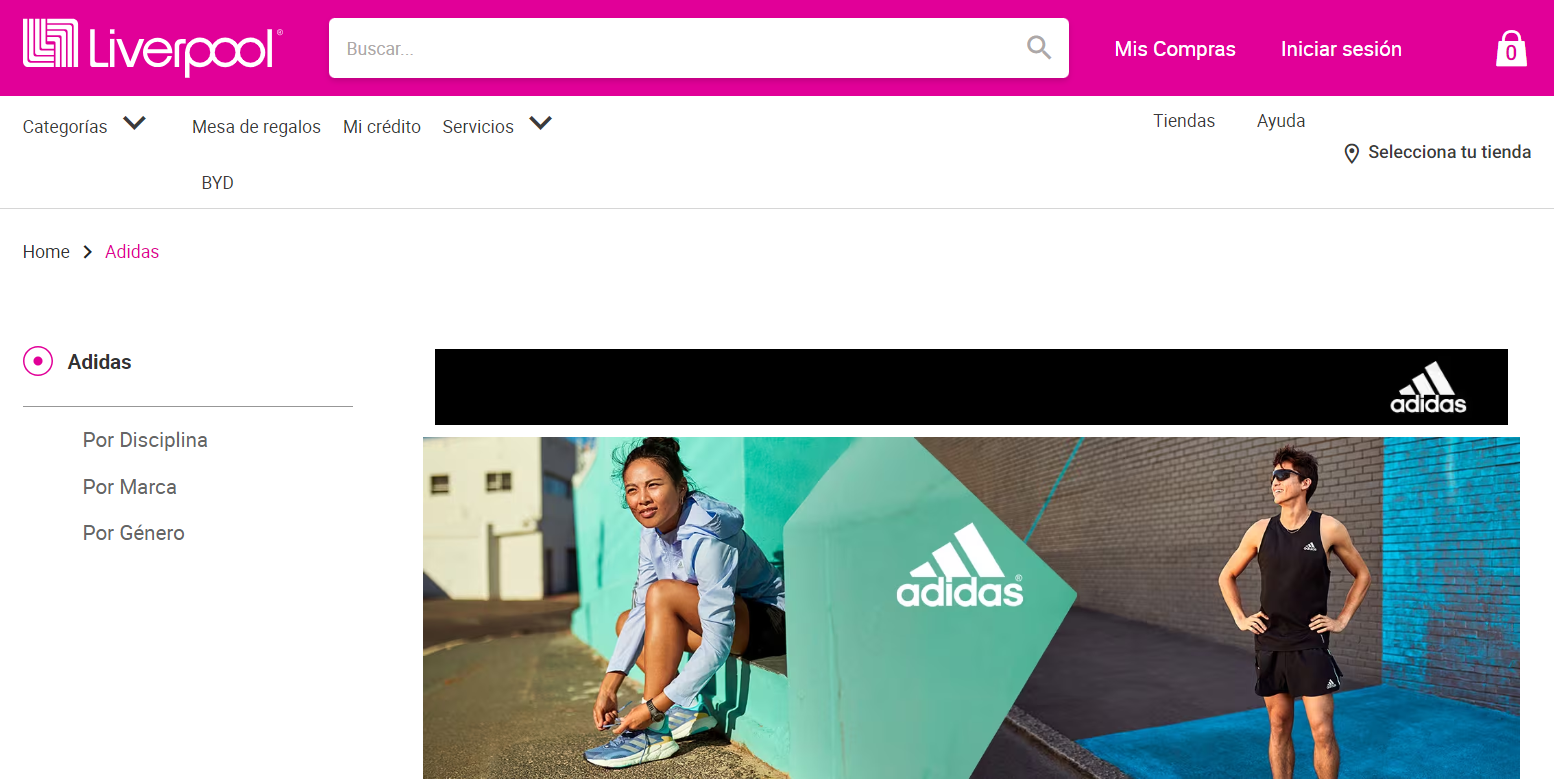 Liverpool®
Buscar...
Mis Compras
Iniciar sesión
0
Categorías
Mesa de regalos
Mi crédito
Servicios
Tiendas
Ayuda
Selecciona tu tienda
BYD
Home
Adidas
Adidas
Por Disciplina
Por Marca
Por Género
adidas
adidas®
adidas